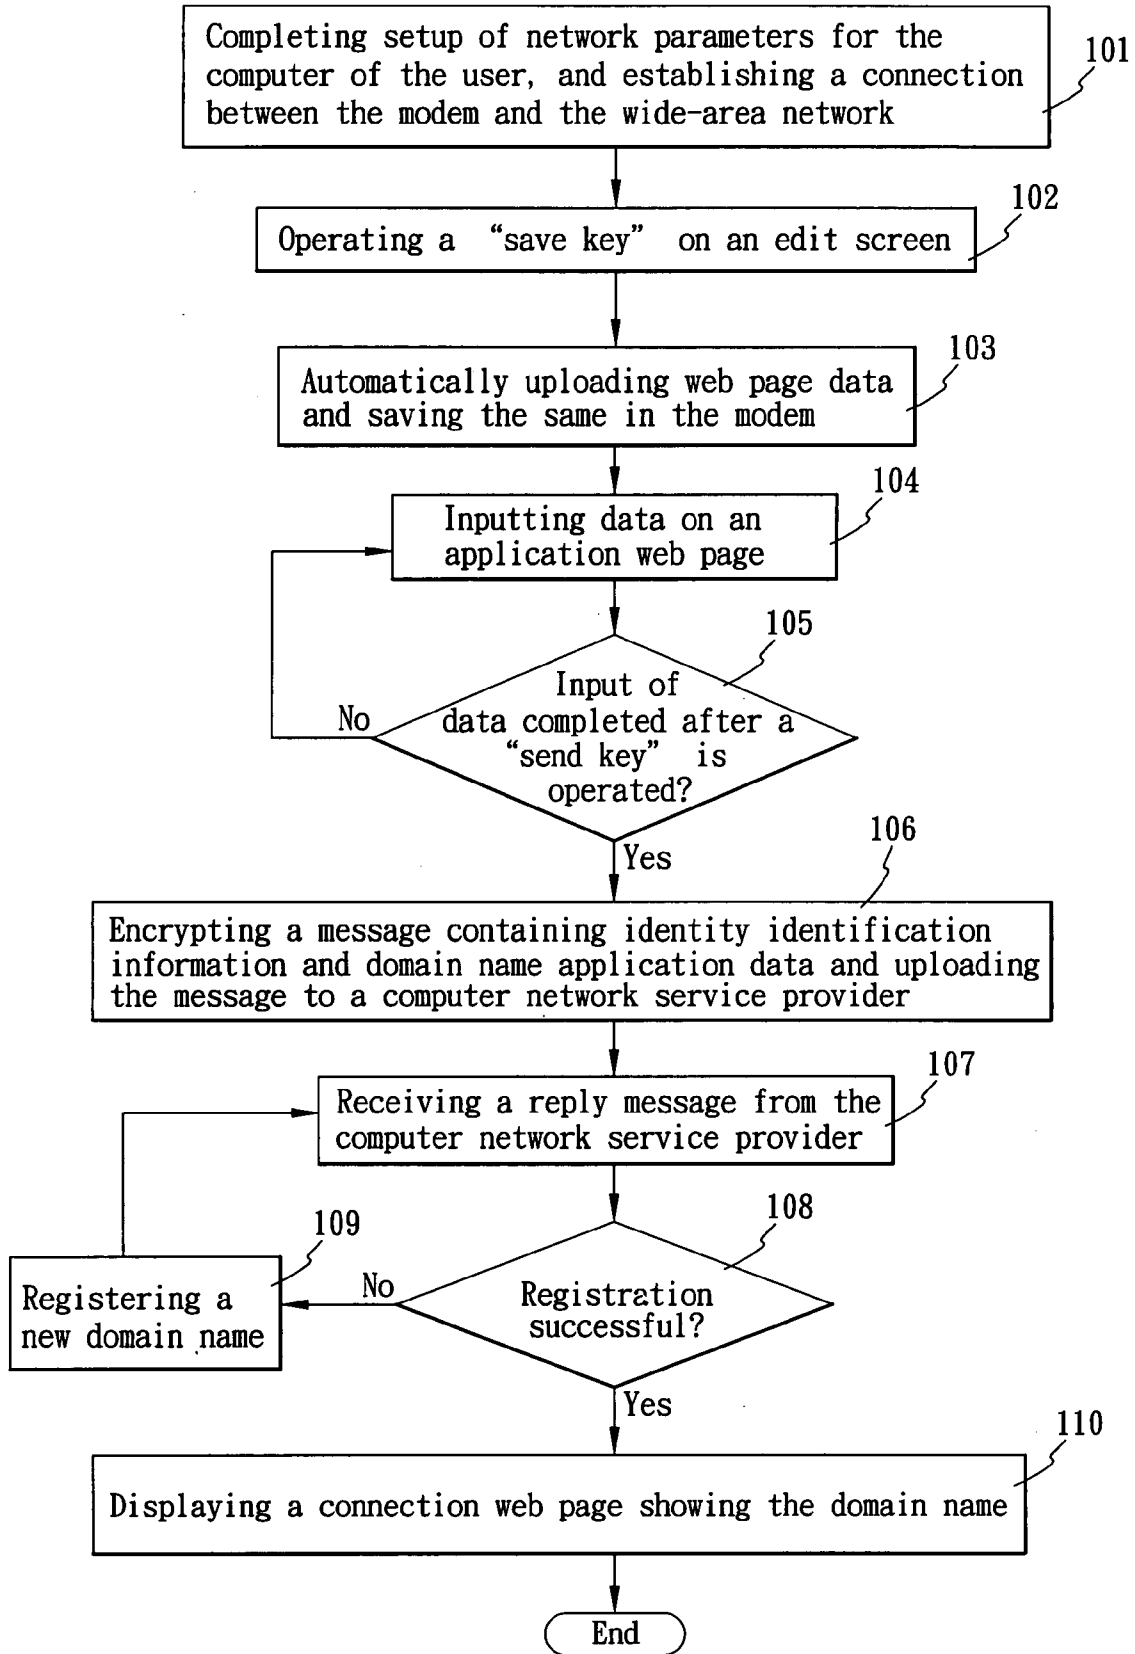 Completing setup of network parameters for the
computer of the user, and establishing a connection
between the modem and the wide-area network
101
102
Operating a “save key” on an edit screen
103
Automatically uploading web page data
and saving the same in the modem
104
Inputting data on an
application web page
105
Input of
data completed after a
“send key” is
operated?
No
Yes
106
Encrypting a message containing identity identification
information and domain name application data and uploading
the message to a computer network service provider
107
Receiving a reply message from the
computer network service provider
108
109
Registering a
new domain name
No
Registration
successful?
Yes
110
Displaying a connection web page showing the domain name
End